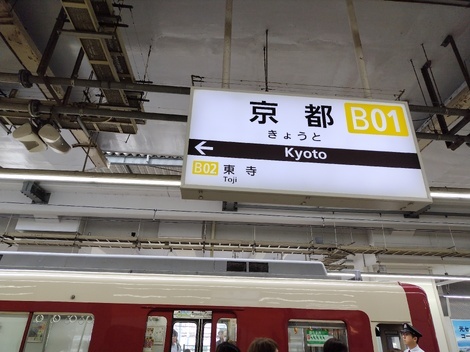 京都 B01
きょうと
← Kyoto
B02 東寺
Toji